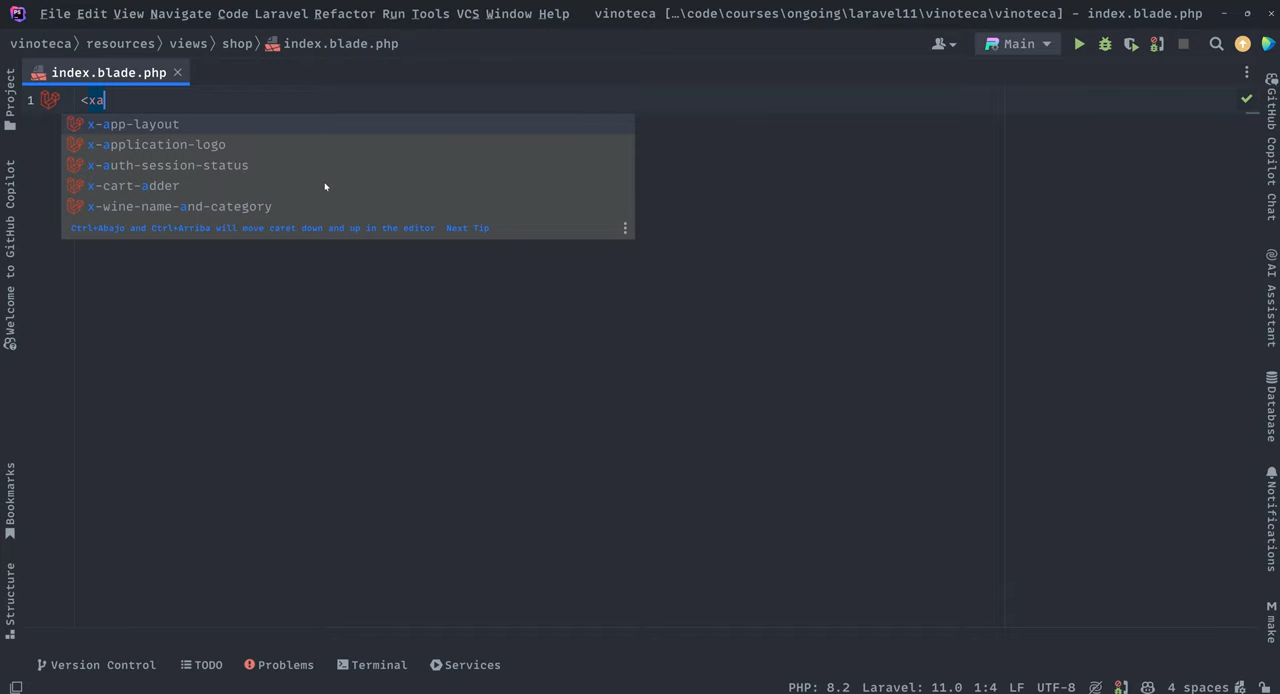 PS File Edit View Navigate Code Laravel Refactor Run Tools VCS Window Help vinoteca […\code\courses\ongoing\laravel11\vinoteca\vinoteca] - index.blade.php
vinoteca resources views shop index.blade.php Main
index.blade.php
1 <xa
x-app-layout
x-application-logo
x-auth-session-status
x-cart-adder
x-wine-name-and-category
Ctrl+Abajo and Ctrl+Arriba will move caret down and up in the editor Next Tip
Project
Welcome to GitHub Copilot
Bookmarks
Structure
GitHub Copilot Chat
AI Assistant
Database
Notifications
M make
Version Control TODO Problems Terminal Services
PHP: 8.2 Laravel: 11.0 1:4 LF UTF-8 4 spaces